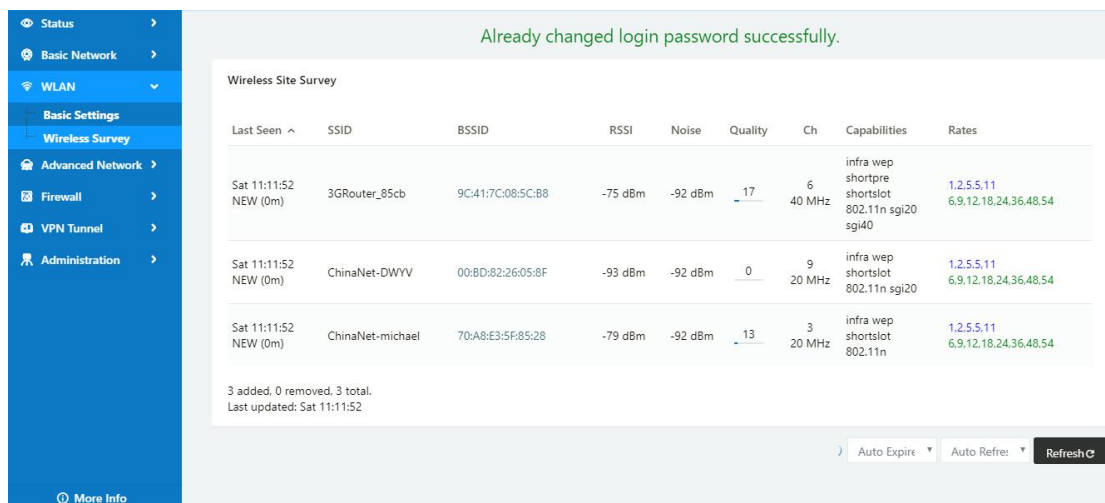 Status
Basic Network
WLAN
Basic Settings
Wireless Survey
Advanced Network
Firewall
VPN Tunnel
Administration
More Info
Already changed login password successfully.
Wireless Site Survey
Last Seen SSID BSSID RSSI Noise Quality Ch Capabilities Rates
Sat 11:11:52
NEW (0m)
3GRouter_85cb
9C:41:7C:08:5C:B8
-75 dBm
-92 dBm
17
6
40 MHz
infra wep
shortpre
shortslot
802.11n sgi20
sgi40
1,2,5.5,11
6,9,12,18,24,36,48,54
Sat 11:11:52
NEW (0m)
ChinaNet-DWYV
00:BD:82:26:05:8F
-93 dBm
-92 dBm
0
9
20 MHz
infra wep
shortslot
802.11n sgi20
1,2,5.5,11
6,9,12,18,24,36,48,54
Sat 11:11:52
NEW (0m)
ChinaNet-michael
70:A8:E3:5F:85:28
-79 dBm
-92 dBm
13
3
20 MHz
infra wep
shortslot
802.11n
1,2,5.5,11
6,9,12,18,24,36,48,54
3 added, 0 removed, 3 total.
Last updated: Sat 11:11:52
Auto Expire
Auto Refre
Refresh